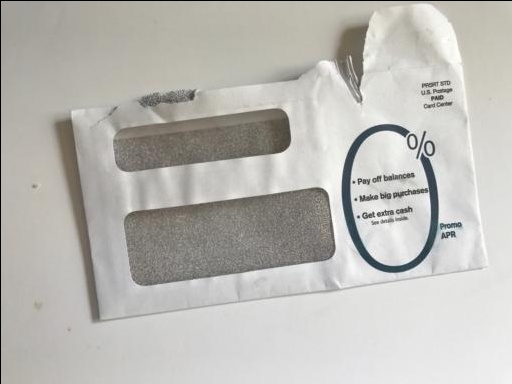 PRSRT STD
U.S. Postage
PAID
Card Center
0%
• Pay off balances
• Make big purchases
• Get extra cash
See details inside.
Promo
APR